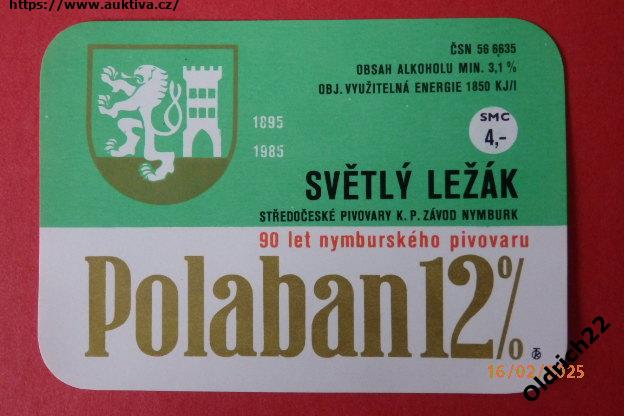 https://www.auktiva.cz/
ČSN 56 6635
OBSAH ALKOHOLU MIN. 3,1 %
OBJ. VYUŽITELNÁ ENERGIE 1850 KJ/l
SMC
4,-
1895
1985
SVĚTLÝ LEŽÁK
STŘEDOČESKÉ PIVOVARY K. P. ZÁVOD NYMBURK
90 let nymburského pivovaru
Polaban 12%
16/02/2025
Oldrich22